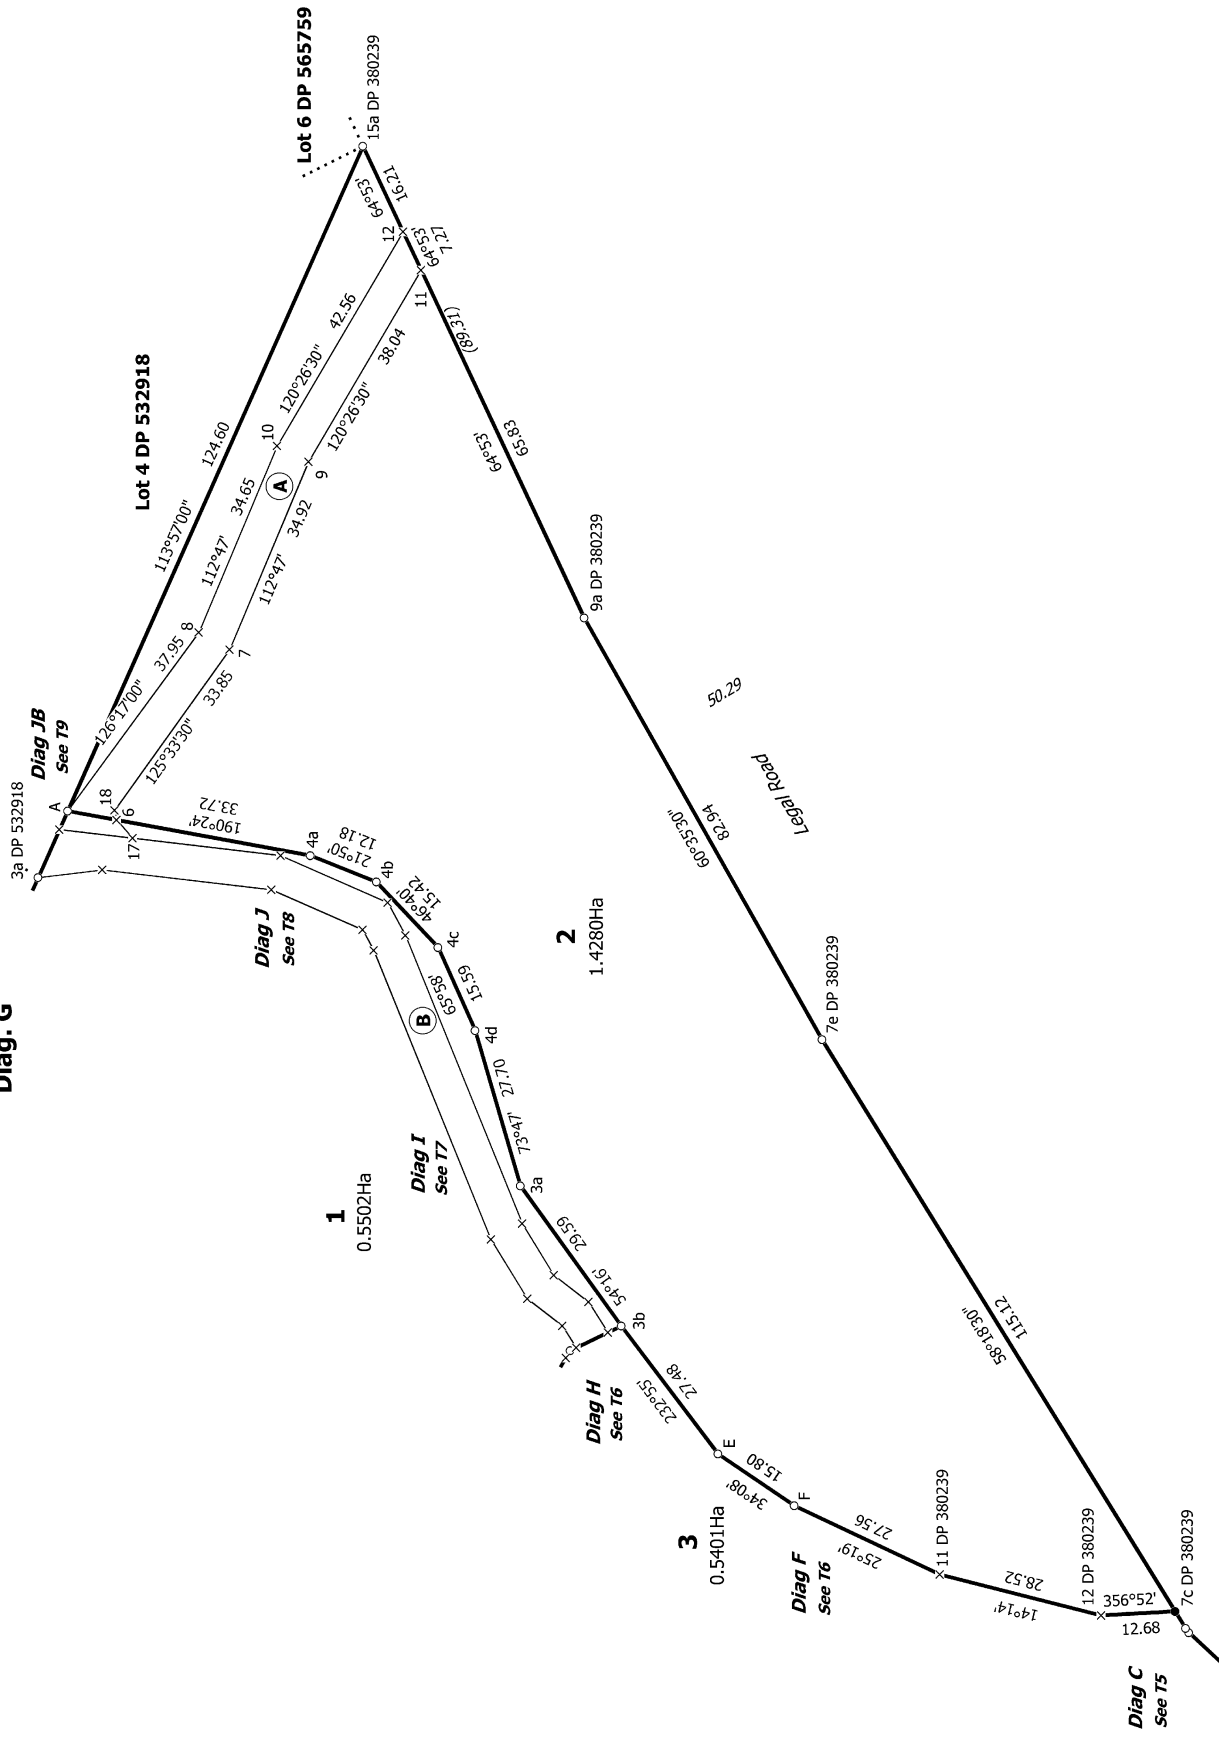 Diag. G
Lot 6 DP 565759
15a DP 380239
Lot 4 DP 532918
124.60
113°57'00"
64°53'
16.21
12
64°53'
7.27
11
(89.31)
42.56
120°26'30"
38.04
120°26'30"
10
9
A
34.65
112°47'
34.92
112°47'
65.83
64°53'
8
7
37.95
126°17'00"
33.85
125°33'30"
9a DP 380239
Diag JB
See T9
3a DP 532918
A
18
6
17
33.72
190°24'
4a
12.18
21°50'
4b
15.42
46°40'
4c
15.59
65°58'
4d
50.29
Legal Road
82.94
60°35'30"
Diag J
See T8
2
1.4280Ha
7e DP 380239
B
27.70
73°47'
3a
Diag I
See T7
1
0.5502Ha
29.59
54°16'
3b
115.12
58°18'30"
Diag H
See T6
27.48
232°55'
E
15.80
34°08'
F
3
0.5401Ha
27.56
25°19'
11 DP 380239
Diag F
See T6
28.52
14°14'
12 DP 380239
356°52'
12.68
7c DP 380239
Diag C
See T5